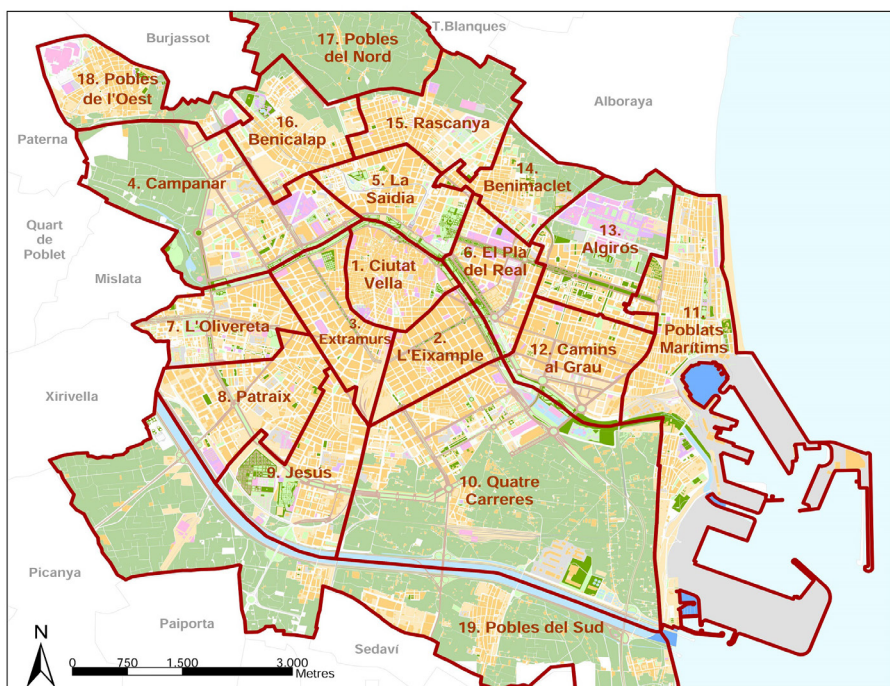 Burjassot
T.Blanques
17. Pobles
del Nord
18. Pobles
de l'Oest
Alboraya
16.
Benicalap
15. Rascanya
Paterna
4. Campanar
5. La
Saïdia
14.
Benimaclet
Quart
de
Poblet
13.
Algirós
Mislata
1. Ciutat
Vella
6. El Pla
del Real
11.
Poblats
Marítims
7. L'Olivereta
3.
Extramurs
2.
L'Eixample
12. Camins
al Grau
Xirivella
8. Patraix
9. Jesús
10. Quatre
Carreres
Picanya
Paiporta
Sedaví
19. Pobles del Sud
N
0 750 1.500 3.000
Metres